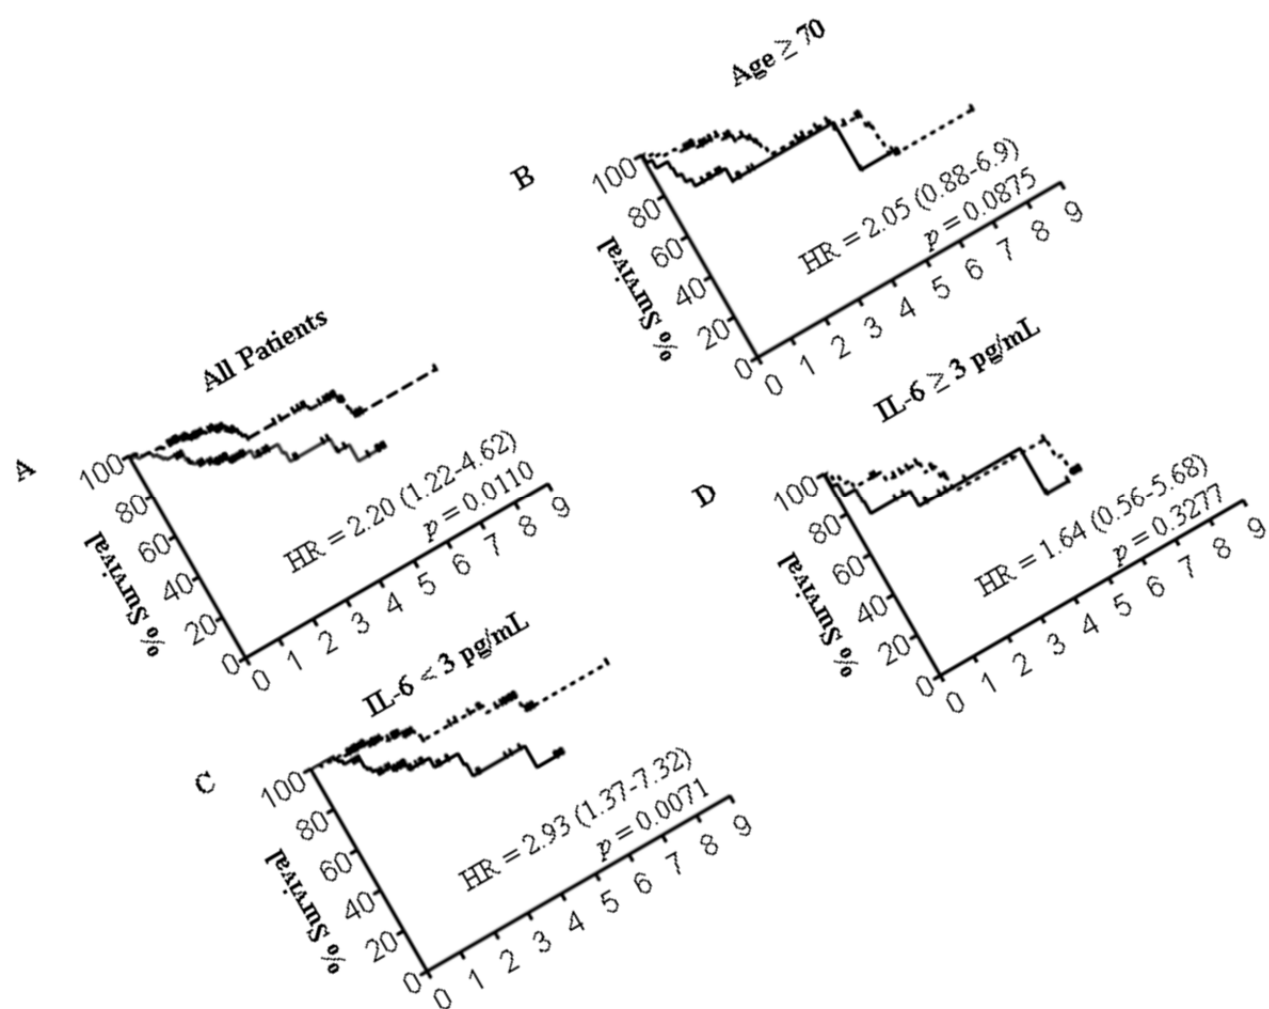 A
All Patients
% Survival
100
80
60
40
20
0
0 1 2 3 4 5 6 7 8 9
HR = 2.20 (1.22-4.62)
p = 0.0110
B
Age ≥ 70
% Survival
100
80
60
40
20
0
0 1 2 3 4 5 6 7 8 9
HR = 2.05 (0.88-6.9)
p = 0.0875
C
IL-6 < 3 pg/mL
% Survival
100
80
60
40
20
0
0 1 2 3 4 5 6 7 8 9
HR = 2.93 (1.37-7.32)
p = 0.0071
D
IL-6 ≥ 3 pg/mL
% Survival
100
80
60
40
20
0
0 1 2 3 4 5 6 7 8 9
HR = 1.64 (0.56-5.68)
p = 0.3277